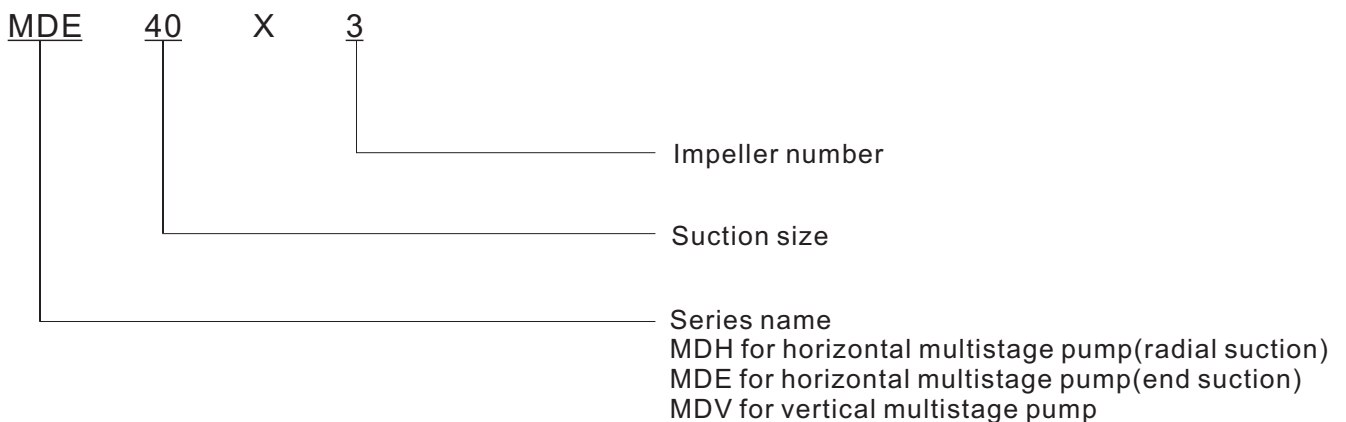 MDE 40 X 3
Impeller number
Suction size
Series name
MDH for horizontal multistage pump(radial suction)
MDE for horizontal multistage pump(end suction)
MDV for vertical multistage pump